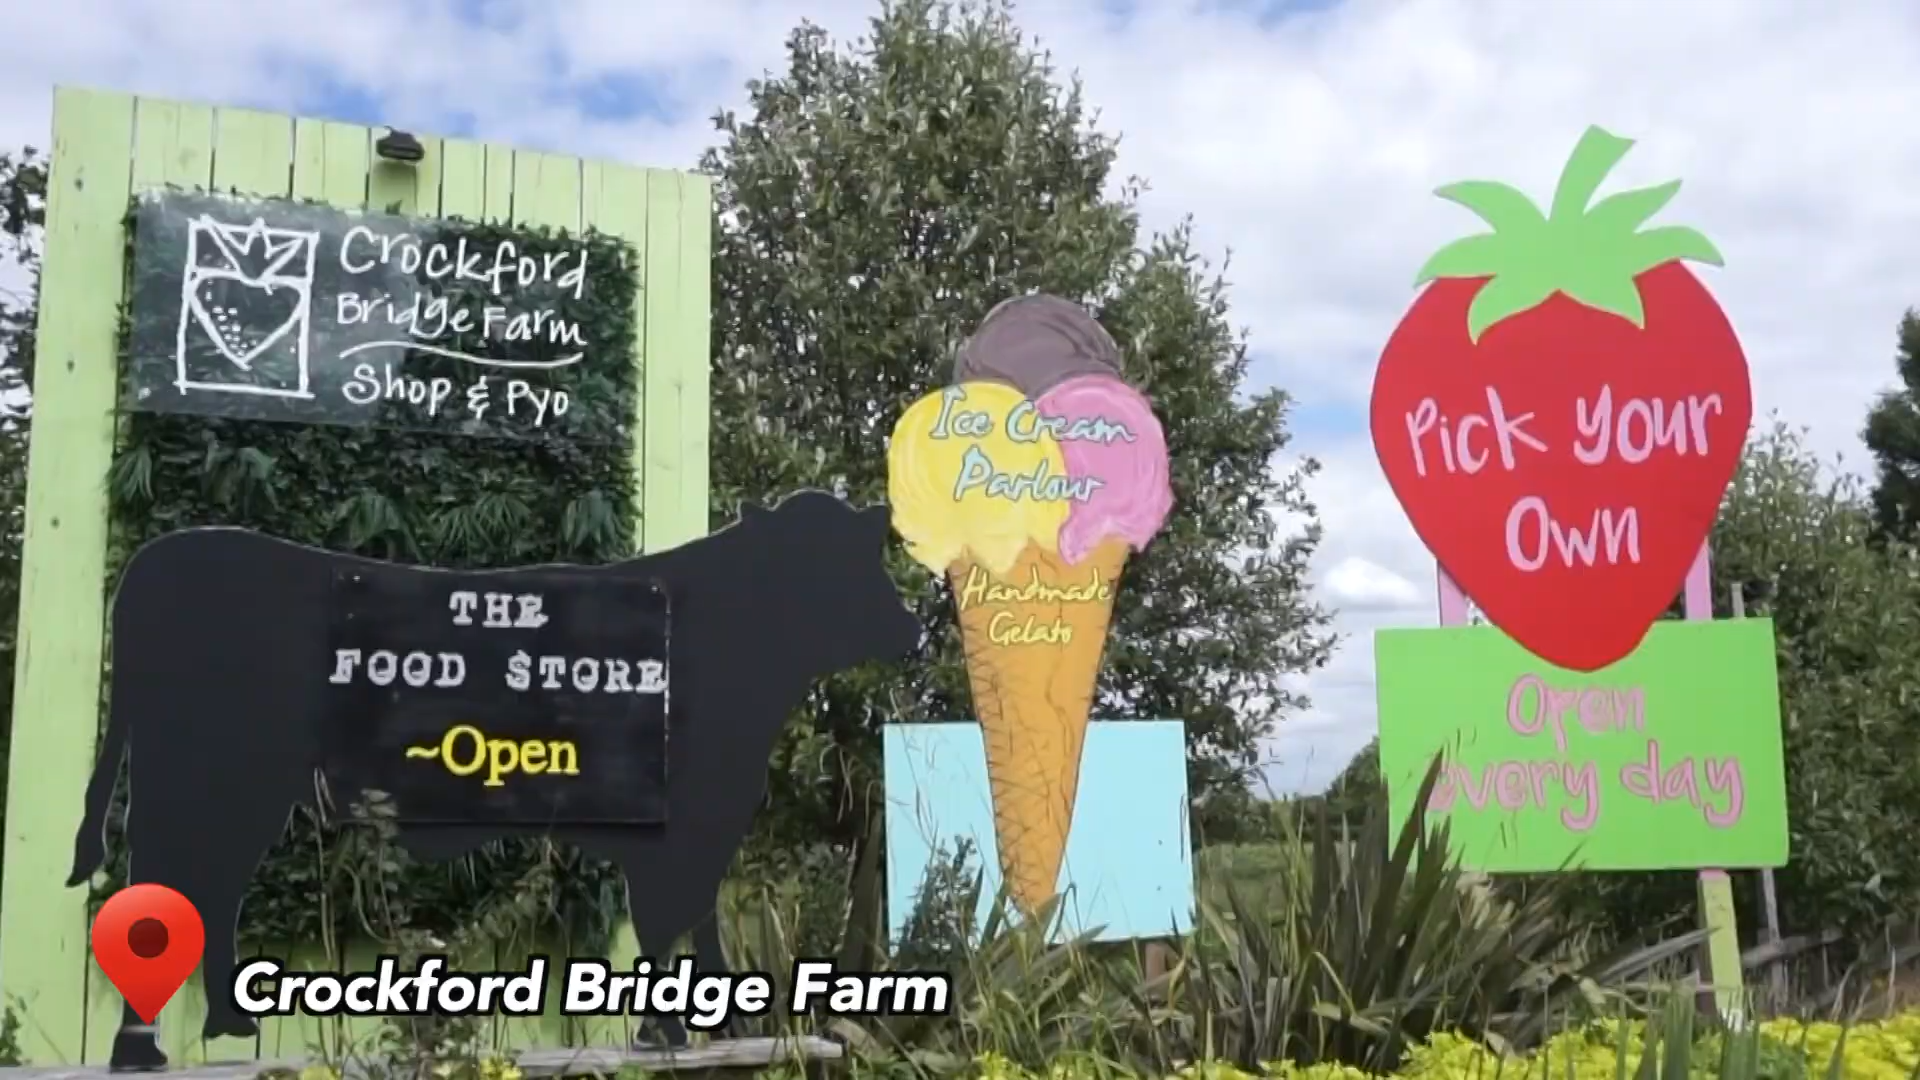 Crockford
Bridge Farm
Shop & Pyo
THE
FOOD STORE
~Open
Ice Cream
Parlour
Handmade
Gelato
Pick your
Own
Open
every day
Crockford Bridge Farm